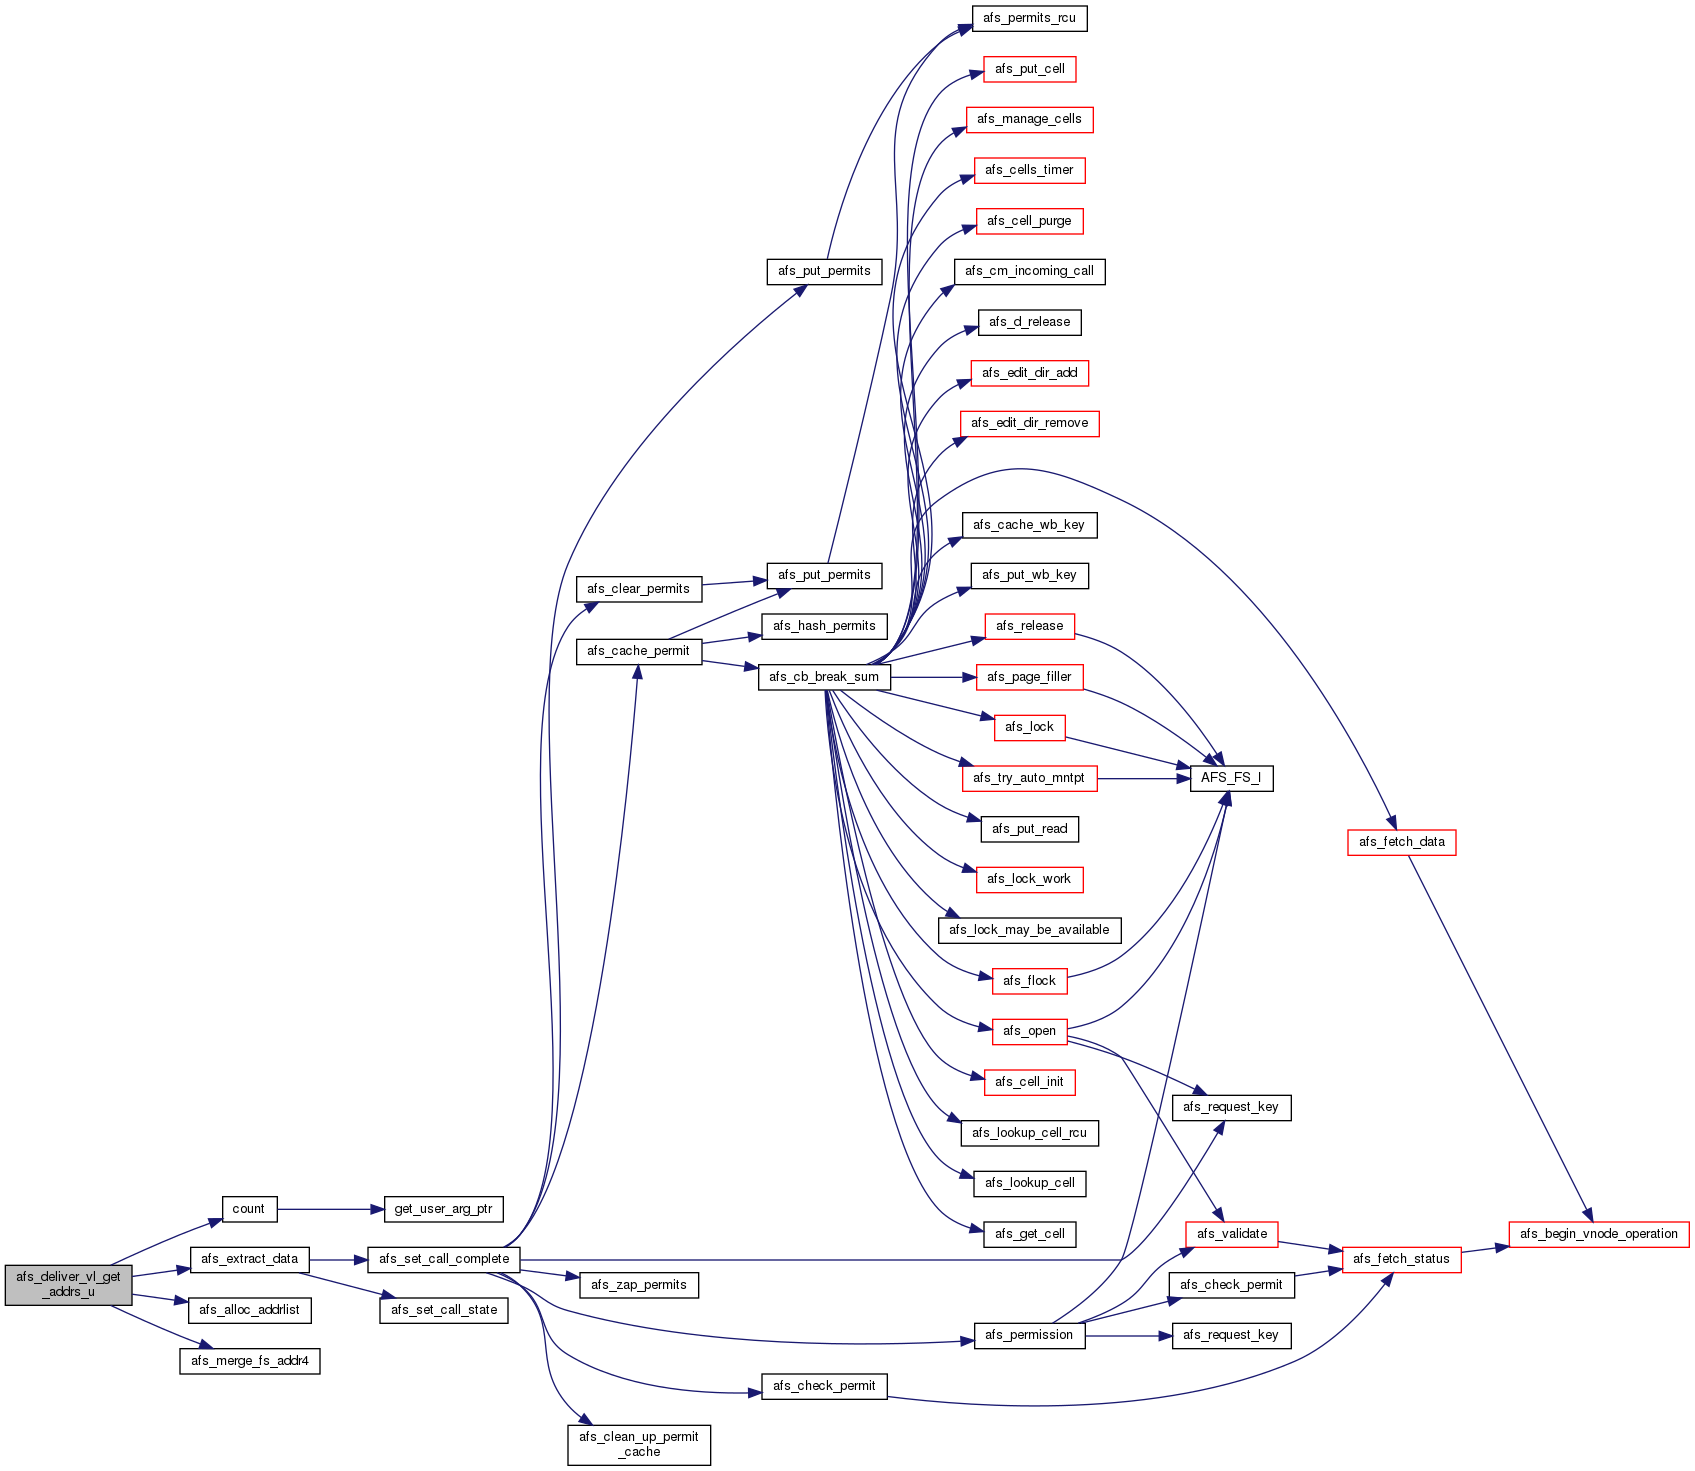 afs_permits_rcu
afs_put_cell
afs_manage_cells
afs_cells_timer
afs_cell_purge
afs_put_permits
afs_cm_incoming_call
afs_d_release
afs_edit_dir_add
afs_edit_dir_remove
afs_cache_wb_key
afs_put_permits
afs_put_wb_key
afs_clear_permits
afs_hash_permits
afs_release
afs_cache_permit
afs_cb_break_sum
afs_page_filler
afs_lock
afs_try_auto_mntpt
AFS_FS_I
afs_put_read
afs_fetch_data
afs_lock_work
afs_lock_may_be_available
afs_flock
afs_open
afs_cell_init
afs_request_key
afs_lookup_cell_rcu
afs_lookup_cell
count
get_user_arg_ptr
afs_get_cell
afs_validate
afs_begin_vnode_operation
afs_extract_data
afs_set_call_complete
afs_fetch_status
afs_deliver_vl_get
_addrs_u
afs_zap_permits
afs_check_permit
afs_alloc_addrlist
afs_set_call_state
afs_permission
afs_request_key
afs_merge_fs_addr4
afs_check_permit
afs_clean_up_permit
_cache